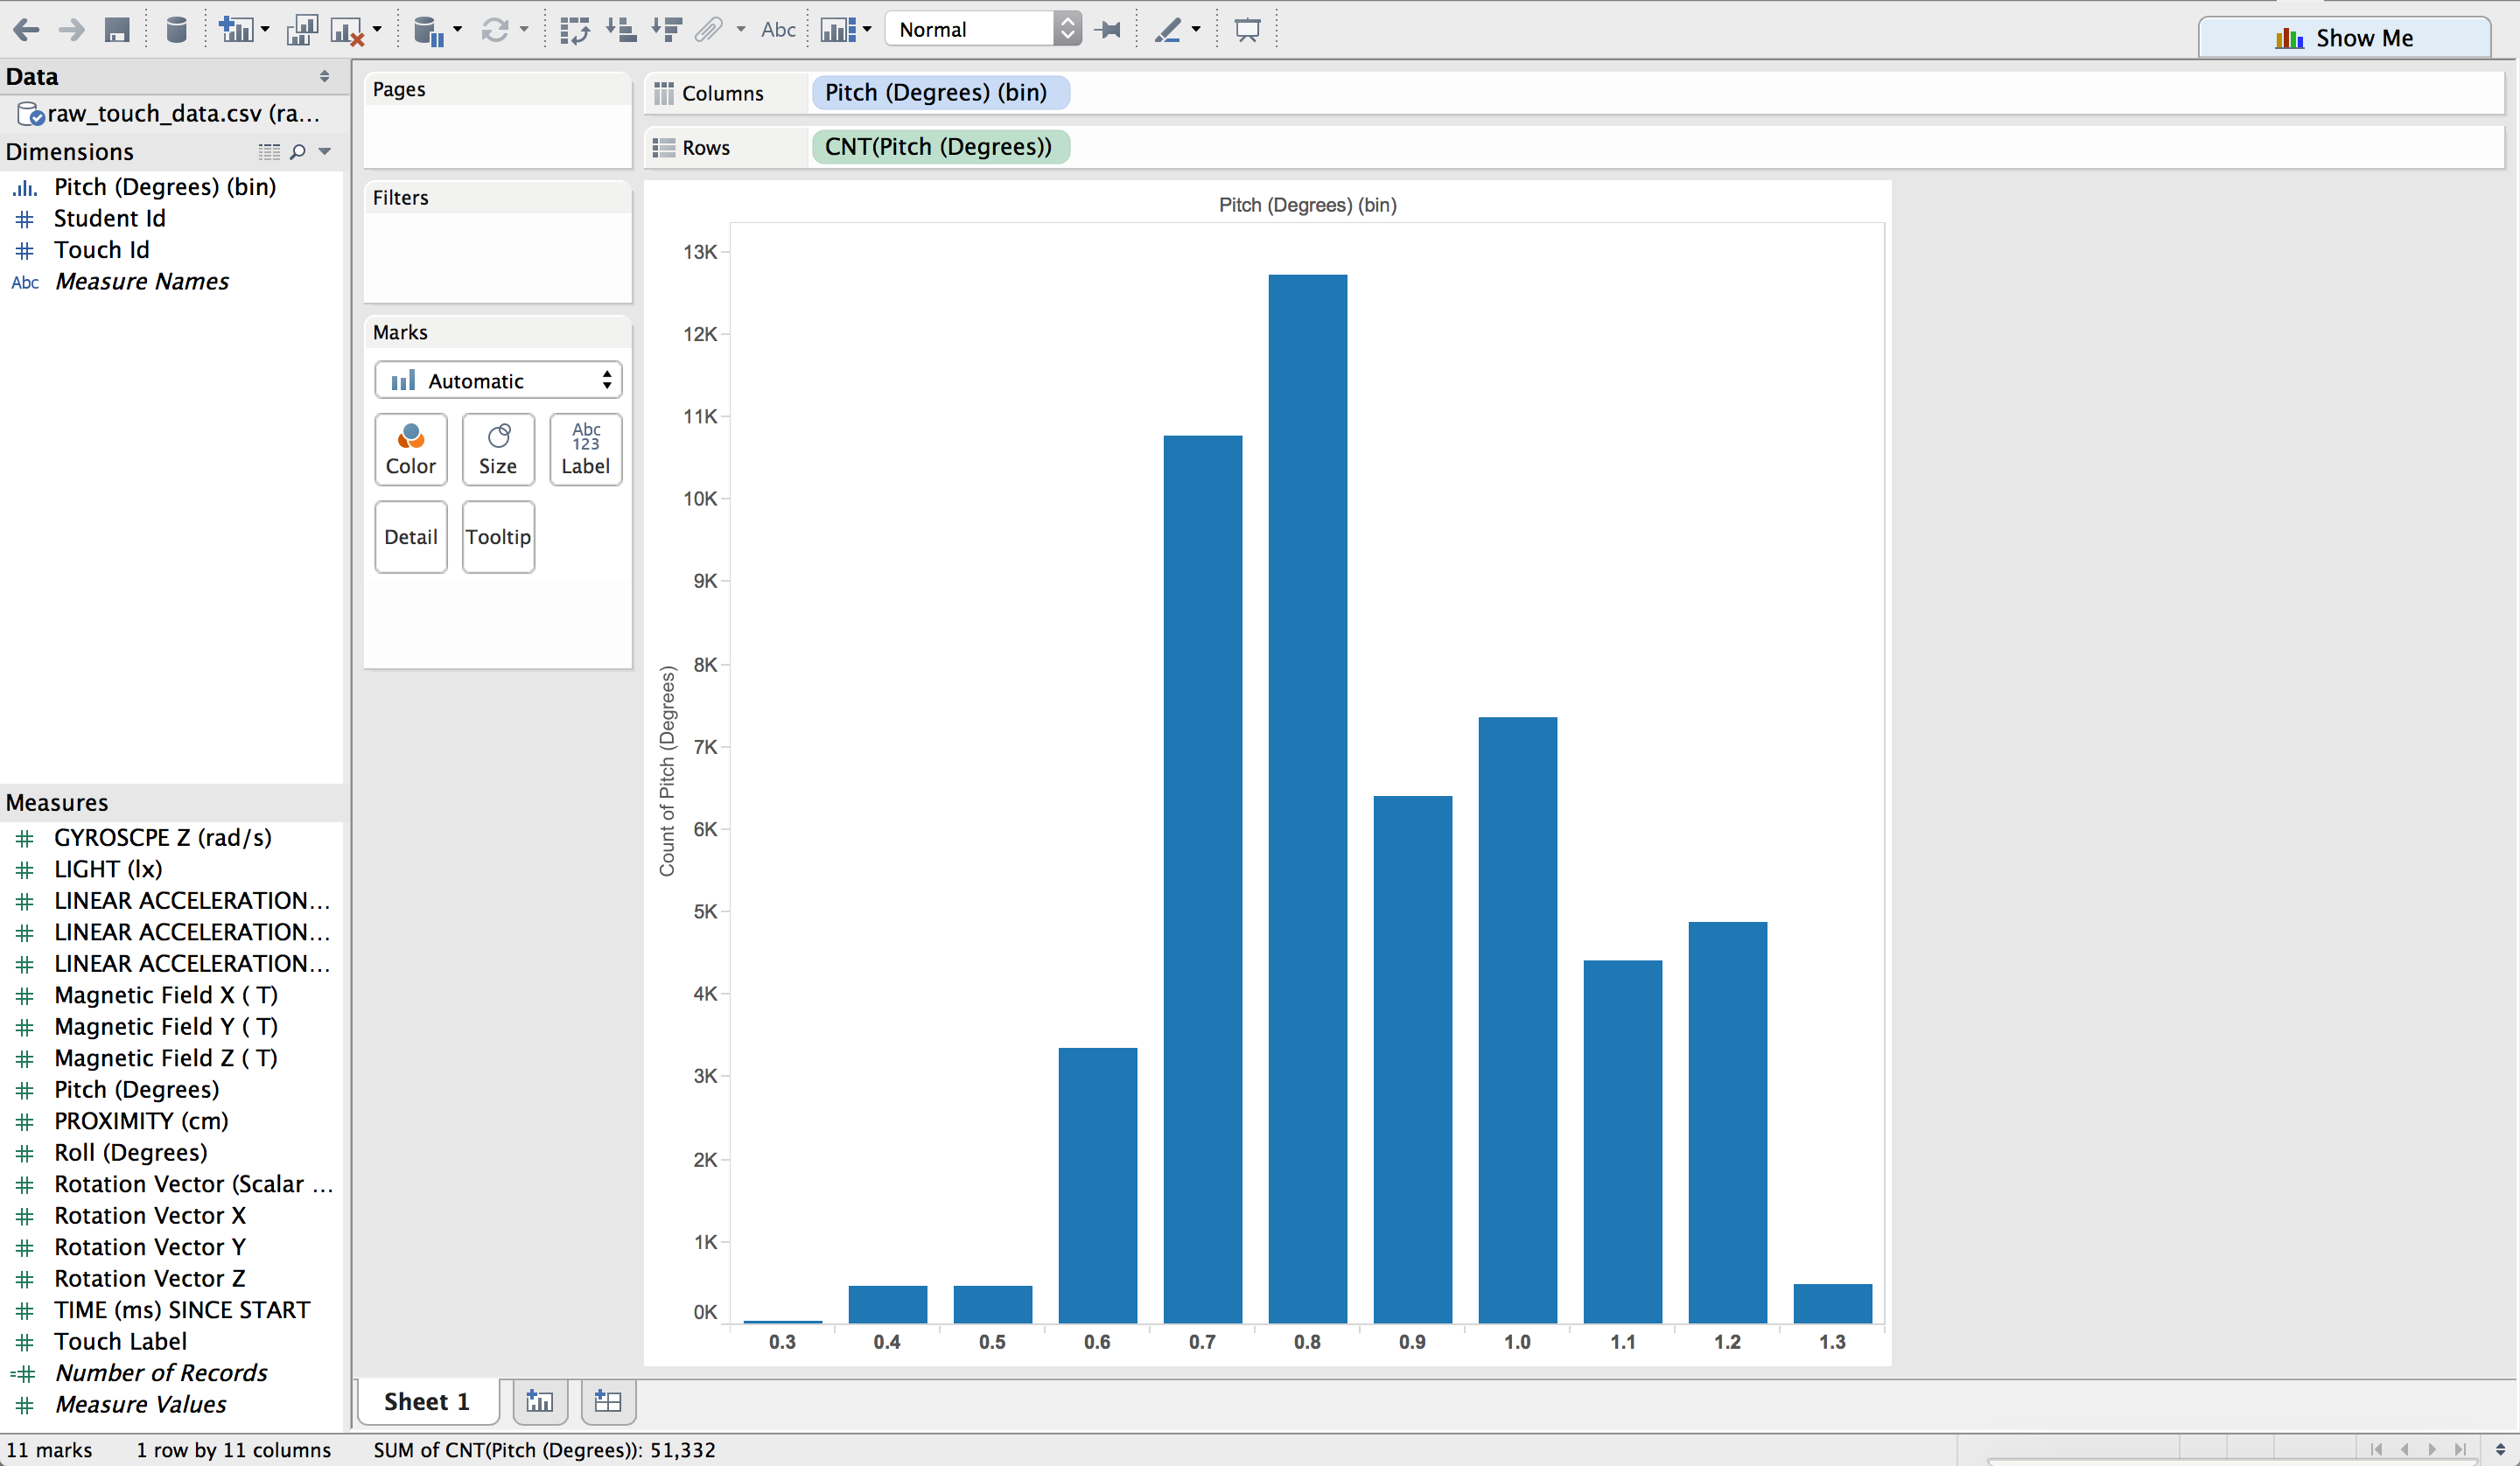 Abc
Normal
Show Me
Data
raw_touch_data.csv (ra...
Dimensions
Pitch (Degrees) (bin)
Student Id
Touch Id
Abc Measure Names
Measures
GYROSCPE Z (rad/s)
LIGHT (lx)
LINEAR ACCELERATION...
LINEAR ACCELERATION...
LINEAR ACCELERATION...
Magnetic Field X ( T)
Magnetic Field Y ( T)
Magnetic Field Z ( T)
Pitch (Degrees)
PROXIMITY (cm)
Roll (Degrees)
Rotation Vector (Scalar ...
Rotation Vector X
Rotation Vector Y
Rotation Vector Z
TIME (ms) SINCE START
Touch Label
Number of Records
Measure Values
Pages
Filters
Marks
Automatic
Color
Size
Abc
123
Label
Detail
Tooltip
Columns
Pitch (Degrees) (bin)
Rows
CNT(Pitch (Degrees))
Pitch (Degrees) (bin)
Count of Pitch (Degrees)
13K
12K
11K
10K
9K
8K
7K
6K
5K
4K
3K
2K
1K
0K
0.3 0.4 0.5 0.6 0.7 0.8 0.9 1.0 1.1 1.2 1.3
Sheet 1
11 marks 1 row by 11 columns SUM of CNT(Pitch (Degrees)): 51,332